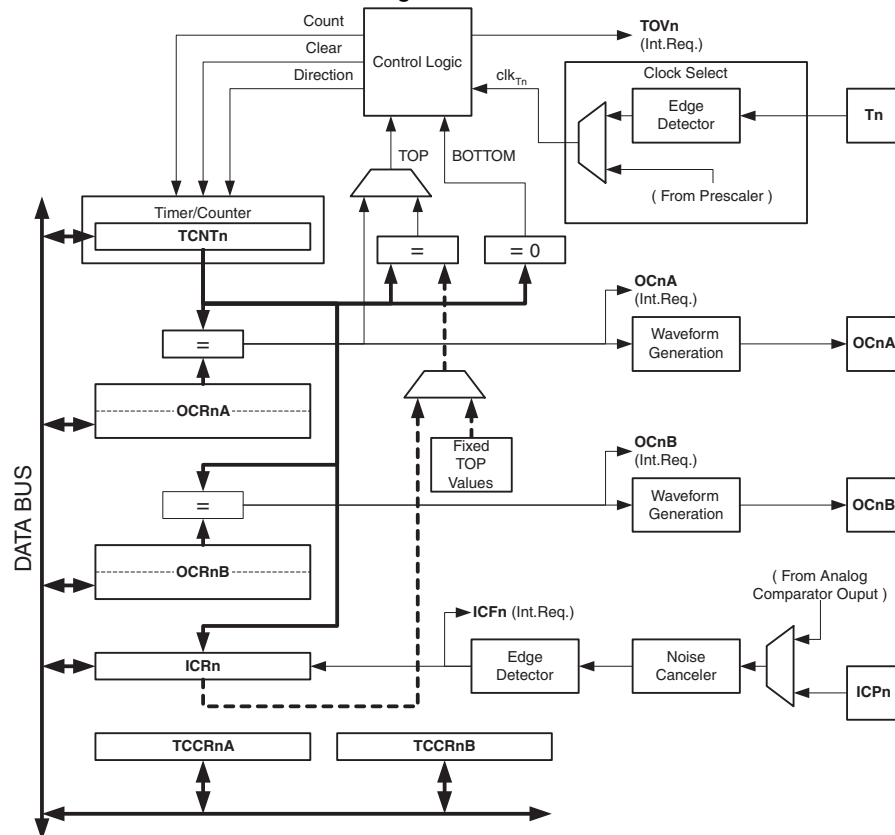 Count
Clear
Direction
Control Logic
TOVn
(Int.Req.)
clkTn
Clock Select
Edge
Detector
Tn
( From Prescaler )
TOP
BOTTOM
Timer/Counter
TCNTn
=
= 0
OCnA
(Int.Req.)
=
Waveform
Generation
OCnA
OCRnA
Fixed
TOP
Values
OCnB
(Int.Req.)
=
Waveform
Generation
OCnB
OCRnB
DATA BUS
( From Analog
Comparator Ouput )
ICFn (Int.Req.)
ICRn
Edge
Detector
Noise
Canceler
ICPn
TCCRnA
TCCRnB